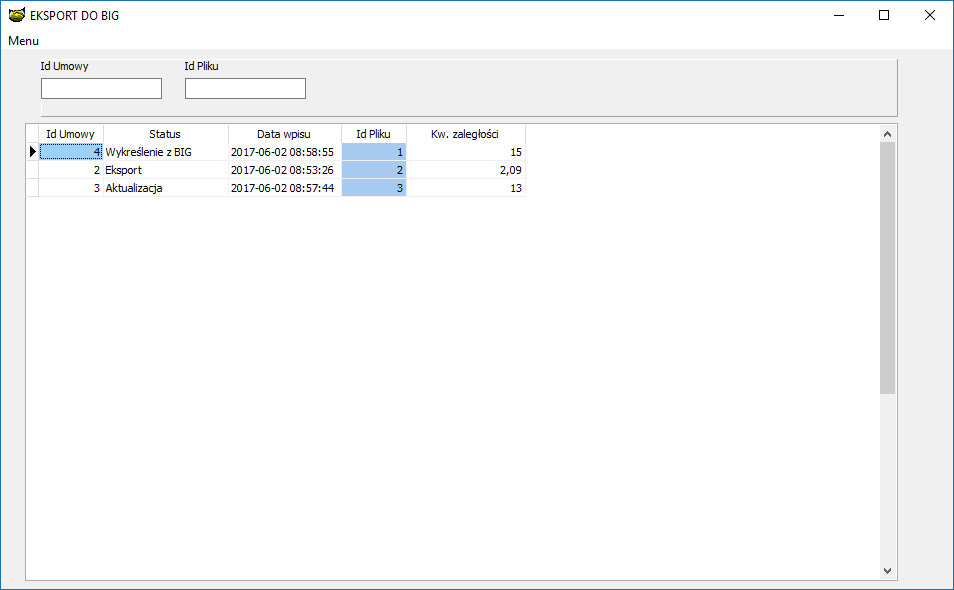 EKSPORT DO BIG
Menu
Id Umowy Id Pliku
Id Umowy Status Data wpisu Id Pliku Kw. zaległości
4 Wykreślenie z BIG 2017-06-02 08:58:55 1 15
2 Eksport 2017-06-02 08:53:26 2 2,09
3 Aktualizacja 2017-06-02 08:57:44 3 13